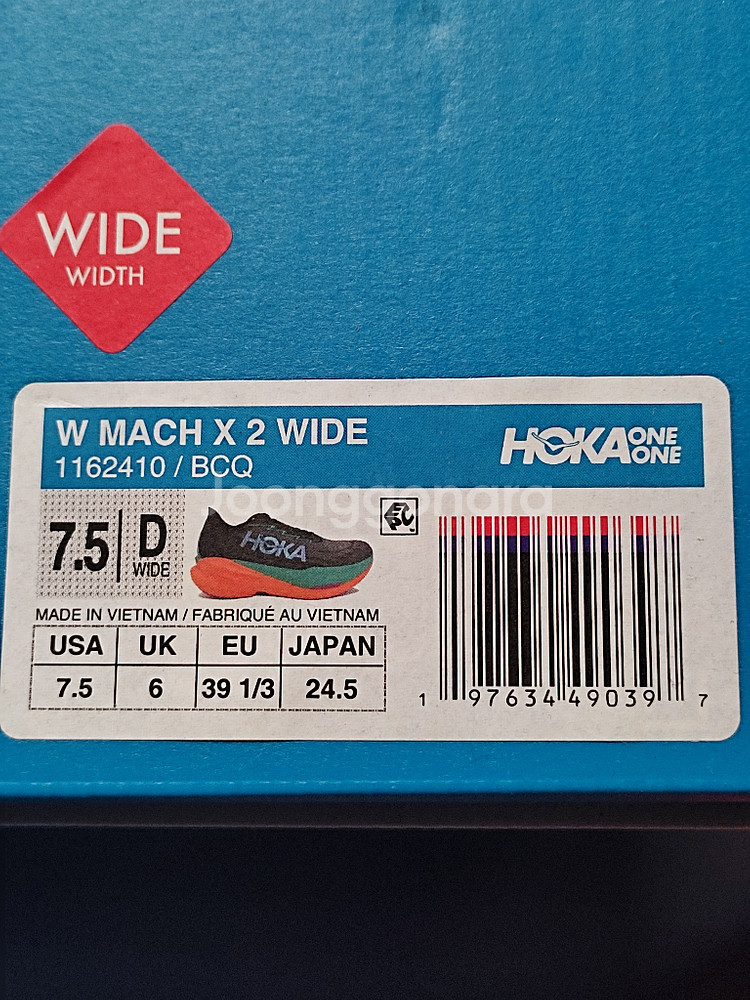 WIDE
WIDTH
W MACH X 2 WIDE
1162410 / BCQ
HOKA ONE ONE
Joonggonara
7.5 D WIDE
HOKA
MADE IN VIETNAM / FABRIQUÉ AU VIETNAM
USA UK EU JAPAN
7.5 6 39 1/3 24.5
1 97634 49039 7